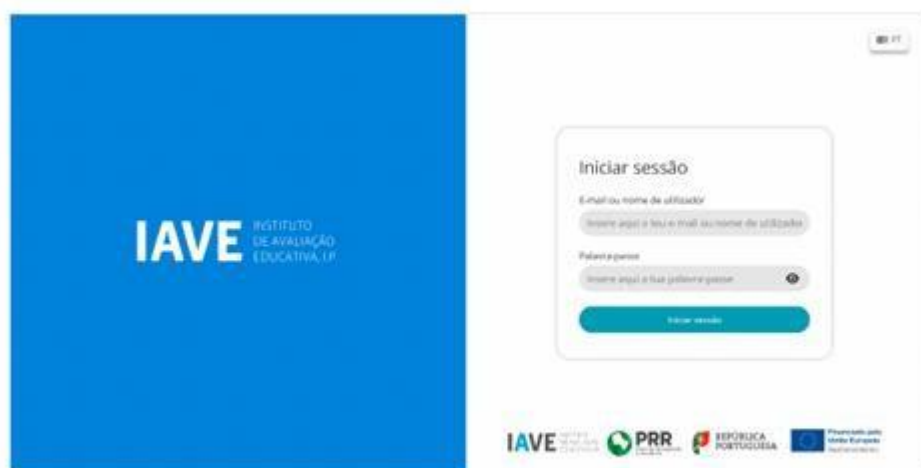 IAVE
INSTITUTO
DE AVALIAÇÃO
EDUCATIVA, I.P.
PT
Iniciar sessão
E-mail ou nome de utilizador
Insere aqui o teu e-mail ou nome de utilizador
Palavra-passe
Insere aqui a tua palavra-passe
Iniciar sessão
IAVE
PRR
REPÚBLICA
PORTUGUESA
Financiado pela
União Europeia